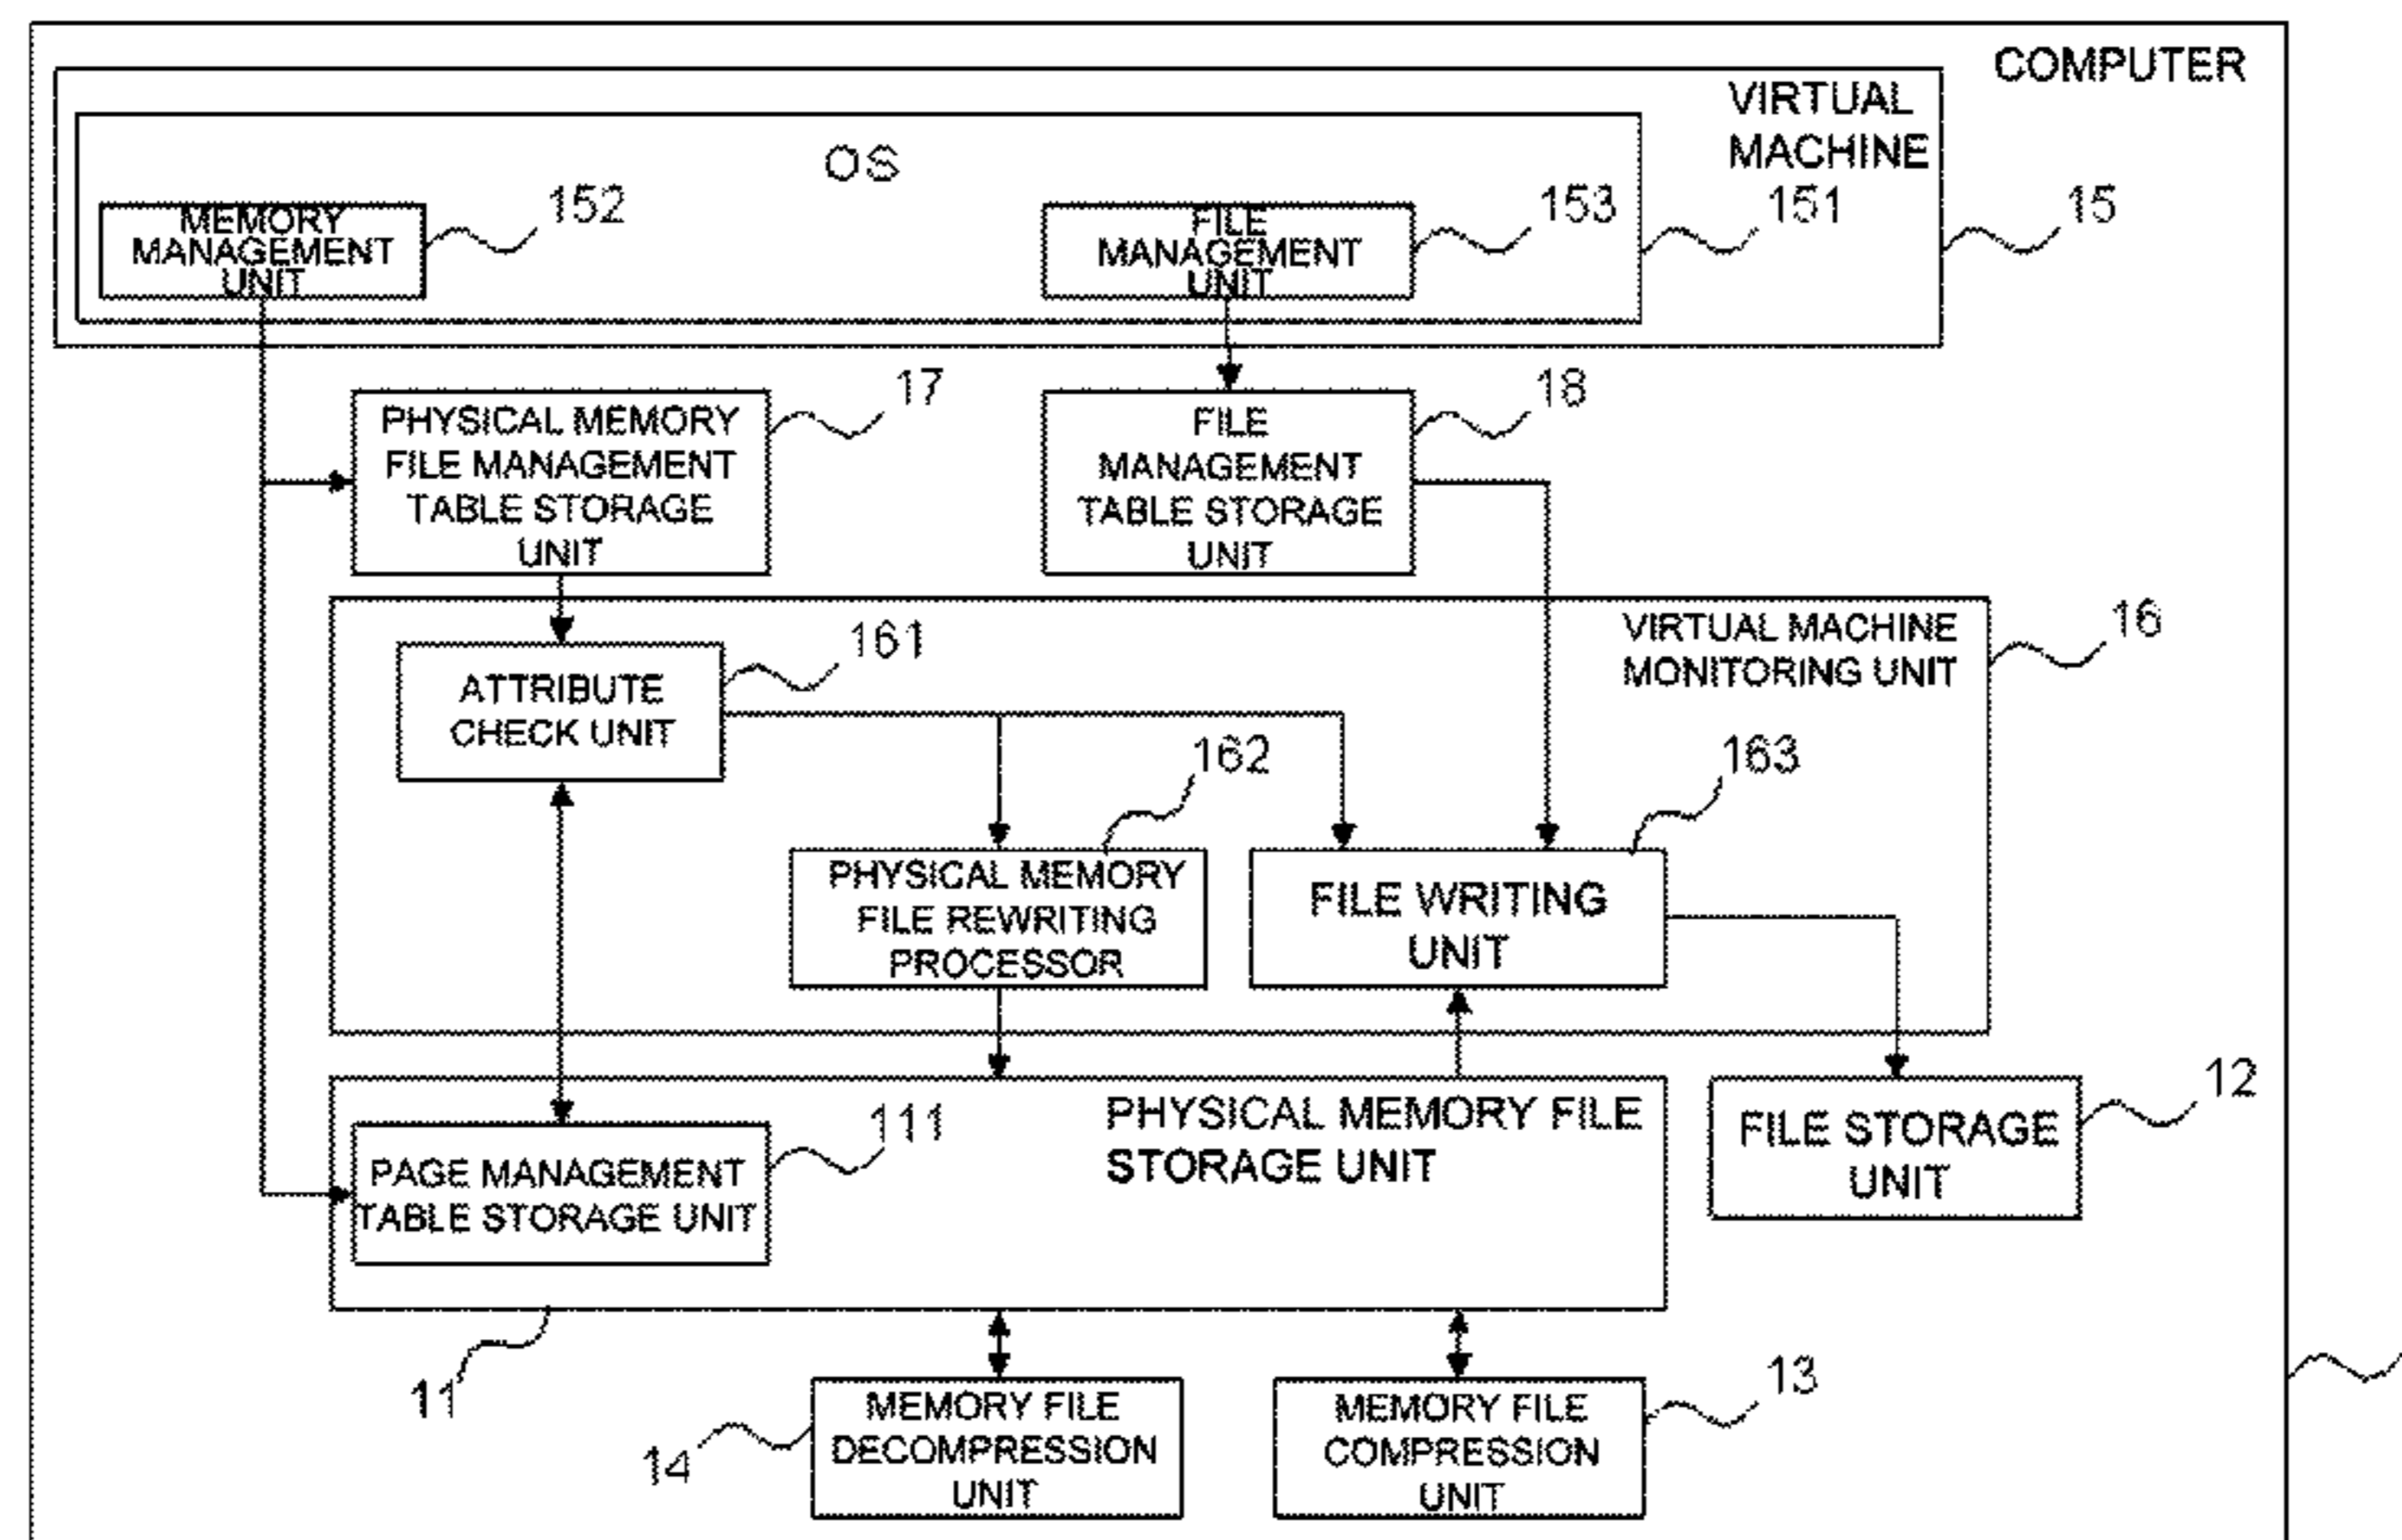 COMPUTER
VIRTUAL
MACHINE
OS
MEMORY
MANAGEMENT
UNIT
152
FILE
MANAGEMENT
UNIT
153
151
15
PHYSICAL MEMORY
FILE MANAGEMENT
TABLE STORAGE
UNIT
17
FILE
MANAGEMENT
TABLE STORAGE
UNIT
18
VIRTUAL MACHINE
MONITORING UNIT
16
ATTRIBUTE
CHECK UNIT
161
162
163
PHYSICAL MEMORY
FILE REWRITING
PROCESSOR
FILE WRITING
UNIT
PHYSICAL MEMORY FILE
STORAGE UNIT
111
PAGE MANAGEMENT
TABLE STORAGE UNIT
12
FILE STORAGE
UNIT
11
14
MEMORY FILE
DECOMPRESSION
UNIT
13
MEMORY FILE
COMPRESSION
UNIT